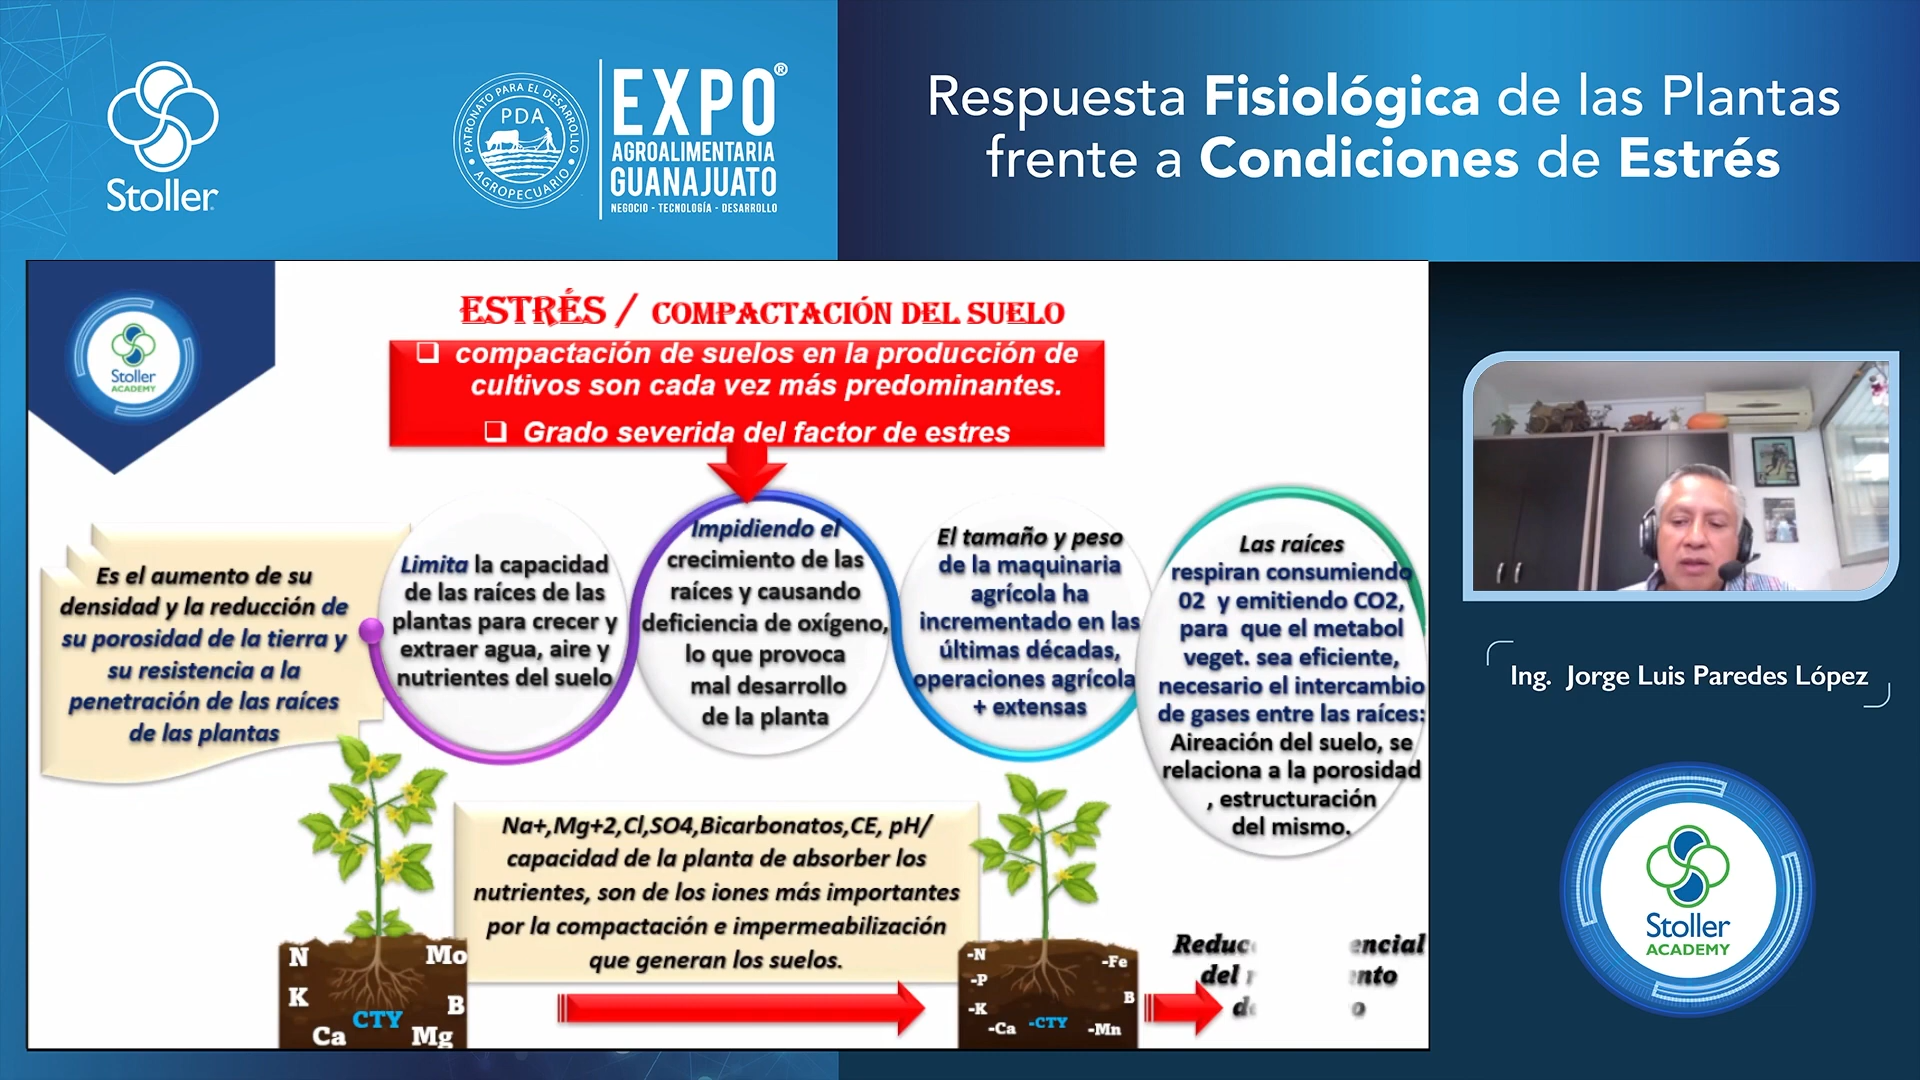 Stoller
PATRONATO PARA EL DESARROLLO
PDA
AGROPECUARIO
EXPO®
AGROALIMENTARIA
GUANAJUATO
NEGOCIO - TECNOLOGÍA - DESARROLLO
Respuesta Fisiológica de las Plantas
frente a Condiciones de Estrés
Stoller
ACADEMY
ESTRÉS / COMPACTACIÓN DEL SUELO
❑ compactación de suelos en la producción de
cultivos son cada vez más predominantes.
❑ Grado severida del factor de estres
Es el aumento de su
densidad y la reducción de
su porosidad de la tierra y
su resistencia a la
penetración de las raíces
de las plantas
Limita la capacidad
de las raíces de las
plantas para crecer y
extraer agua, aire y
nutrientes del suelo
Impidiendo el
crecimiento de las
raíces y causando
deficiencia de oxígeno,
lo que provoca
mal desarrollo
de la planta
El tamaño y peso
de la maquinaria
agrícola ha
incrementado en las
últimas décadas,
operaciones agrícola
+ extensas
Las raíces
respiran consumiendo
02 y emitiendo CO2,
para que el metabol
veget. sea eficiente,
necesario el intercambio
de gases entre las raíces:
Aireación del suelo, se
relaciona a la porosidad
, estructuración
del mismo.
Na+,Mg+2,Cl,SO4,Bicarbonatos,CE, pH/
capacidad de la planta de absorber los
nutrientes, son de los iones más importantes
por la compactación e impermeabilización
que generan los suelos.
N
Mo
K
B
CTY
Ca
Mg
-N
-Fe
-P
B
-K
-Ca
-CTY
-Mn
del
Ing. Jorge Luis Paredes López
Stoller
ACADEMY